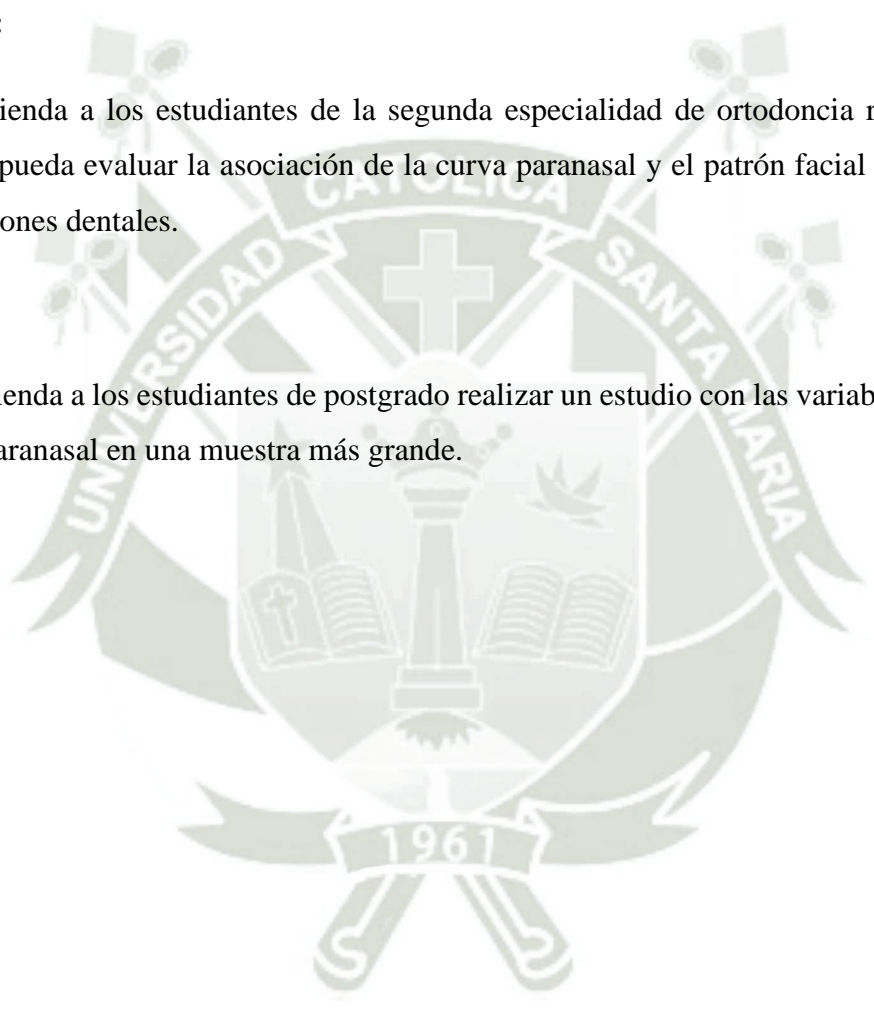 :
ienda a los estudiantes de la segunda especialidad de ortodoncia
pueda evaluar la asociación de la curva paranasal y el patrón facial
iones dentales.
ienda a los estudiantes de postgrado realizar un estudio con las variab
aranasal en una muestra más grande.
UNIVERSIDAD CATOLICA SANTA MARIA
1961